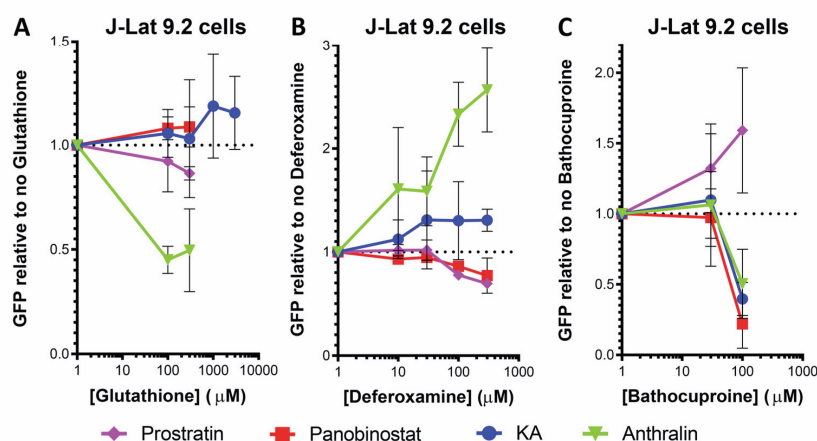 A J-Lat 9.2 cells
GFP relative to no Glutathione
1.5
1.0
0.5
0.0
1 10 100 1000 10000
[Glutathione] ( μM)
B J-Lat 9.2 cells
GFP relative to no Deferoxamine
3
2
1
0
1 10 100 1000
[Deferoxamine] ( μM)
C J-Lat 9.2 cells
GFP relative to no Bathocuproine
2.0
1.5
1.0
0.5
0.0
1 10 100 1000
[Bathocuproine] ( μM)
Prostratin Panobinostat KA Anthralin